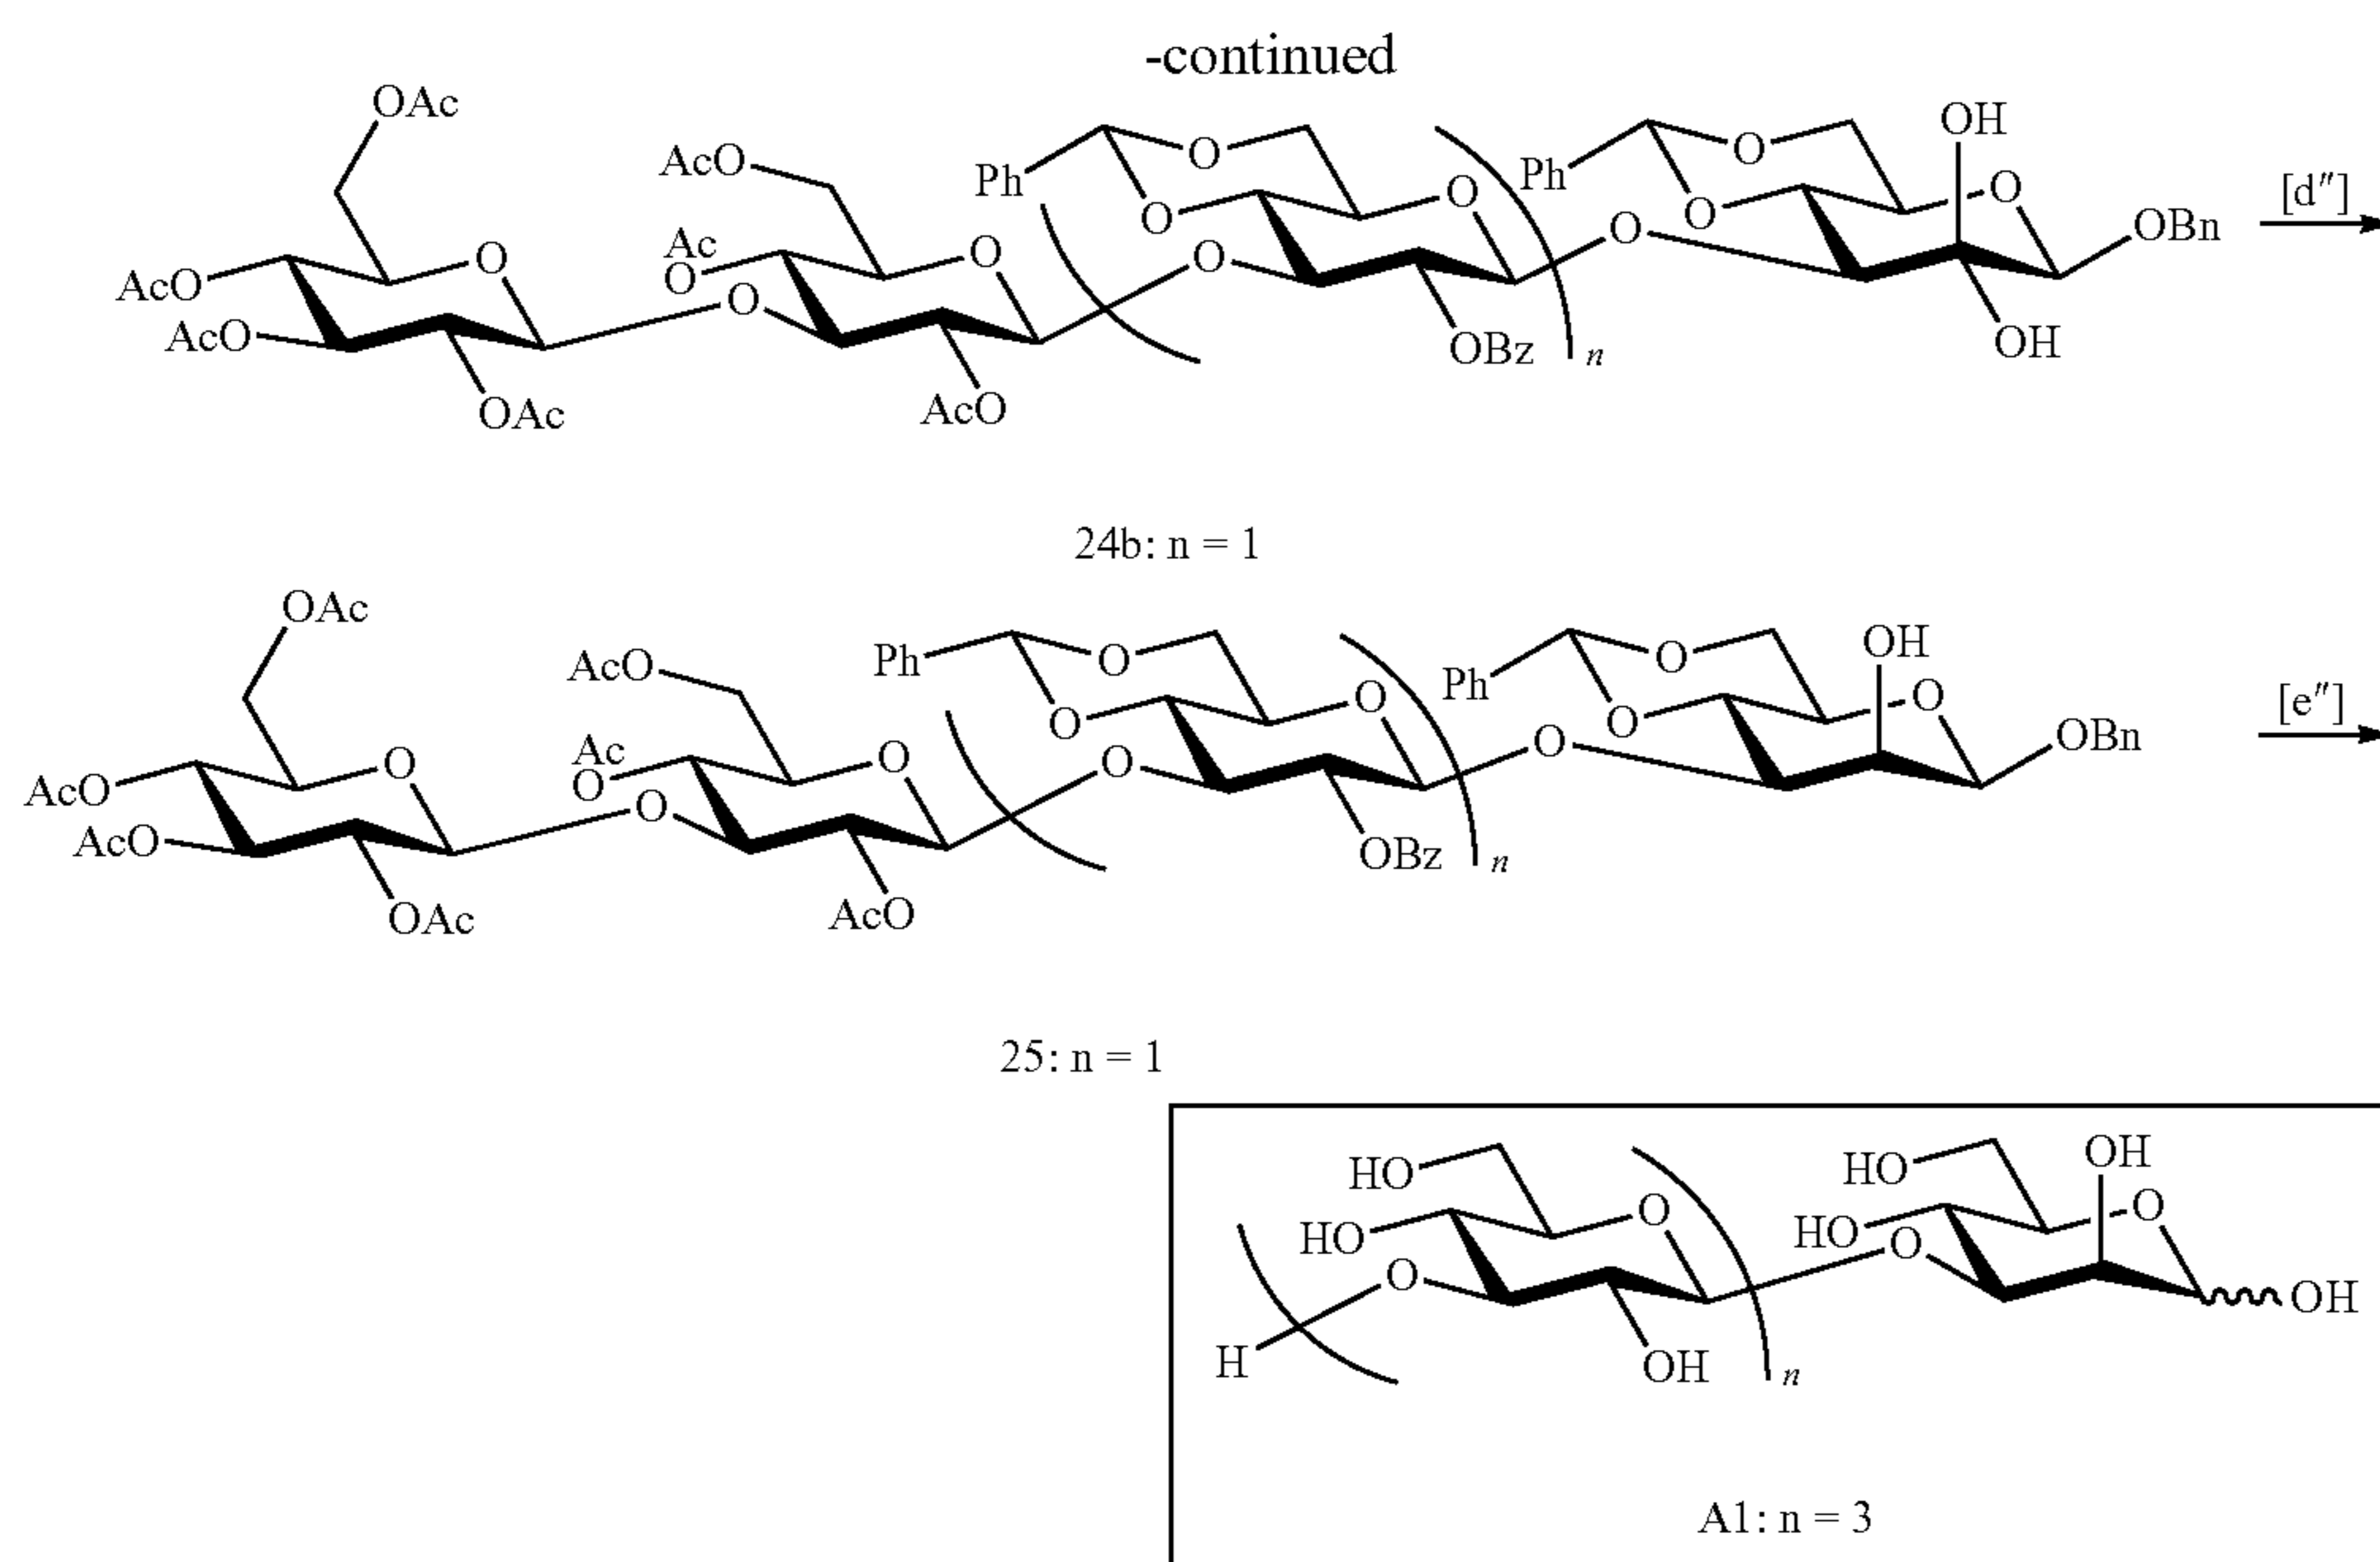 -continued
OAc
AcO
Ph
O
Ph
O
OH
O
O
O
OBn
[d″]
Ac
O
O
O
O
O
O
O
AcO
O
AcO
OBz
n
OH
OAc
AcO
24b: n = 1
OAc
AcO
Ph
O
Ph
O
OH
O
O
O
OBn
[e″]
Ac
O
O
O
O
O
O
O
AcO
O
AcO
OBz
n
OAc
AcO
25: n = 1
HO
HO
OH
O
O
HO
HO
O
O
OH
H
OH
n
A1: n = 3